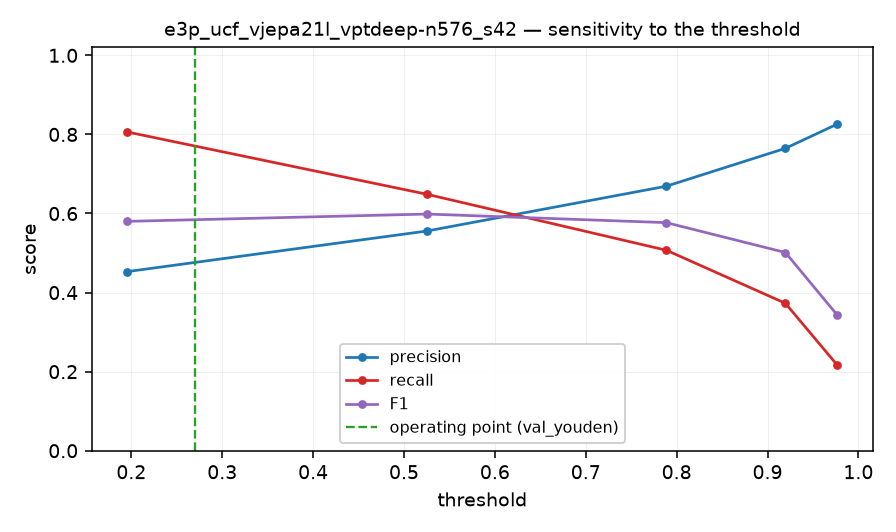 e3p_ucf_vjepa21l_vptdeep-n576_s42 — sensitivity to the threshold
1.0
0.8
0.6
0.4
0.2
0.0
score
precision
recall
F1
operating point (val_youden)
0.2 0.3 0.4 0.5 0.6 0.7 0.8 0.9 1.0
threshold